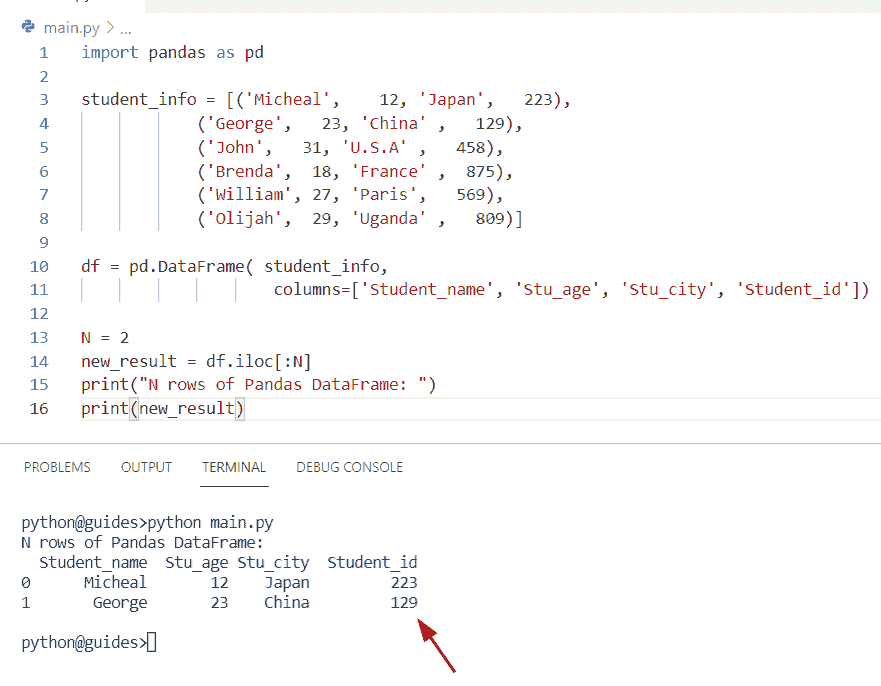 main.py > ...
1 import pandas as pd
2
3 student_info = [('Micheal',    12, 'Japan',   223),
4             ('George',   23, 'China' ,   129),
5             ('John',   31, 'U.S.A' ,   458),
6             ('Brenda',  18, 'France' ,  875),
7             ('William', 27, 'Paris',   569),
8             ('Olijah',  29, 'Uganda' ,   809)]
9
10 df = pd.DataFrame( student_info,
11                     columns=['Student_name', 'Stu_age', 'Stu_city', 'Student_id'])
12
13 N = 2
14 new_result = df.iloc[:N]
15 print("N rows of Pandas DataFrame: ")
16 print(new_result)
PROBLEMS OUTPUT TERMINAL DEBUG CONSOLE
python@guides>python main.py
N rows of Pandas DataFrame:
  Student_name  Stu_age Stu_city  Student_id
0      Micheal       12    Japan         223
1       George       23    China         129
python@guides>